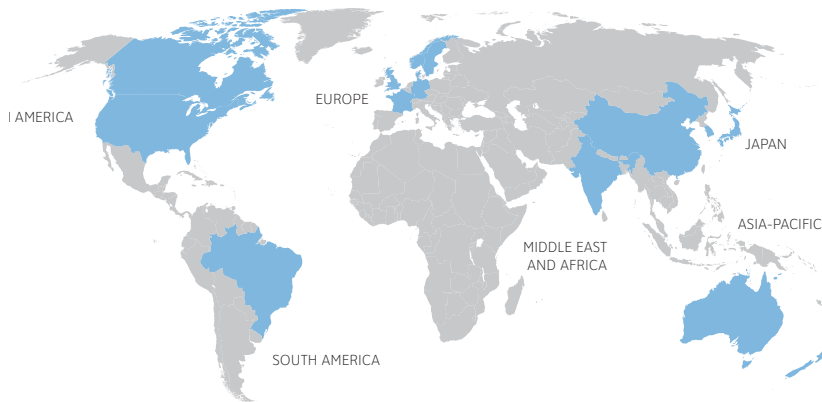 EUROPE
AMERICA
JAPAN
ASIA-PACIFIC
MIDDLE EAST
AND AFRICA
SOUTH AMERICA